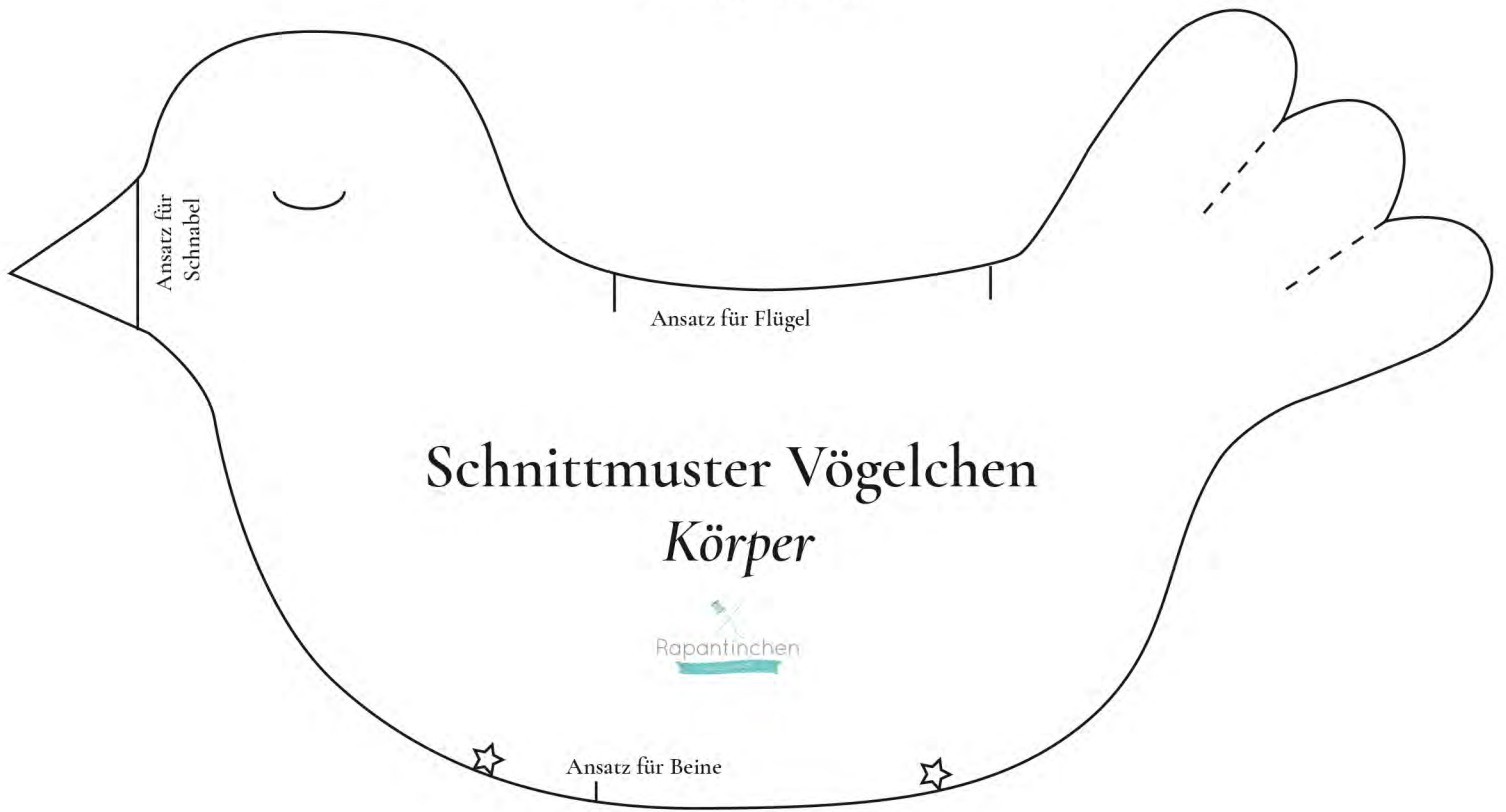 Ansatz für
Schnabel
Ansatz für Flügel
Schnittmuster Vögelchen
Körper
Rapantinchen
Ansatz für Beine